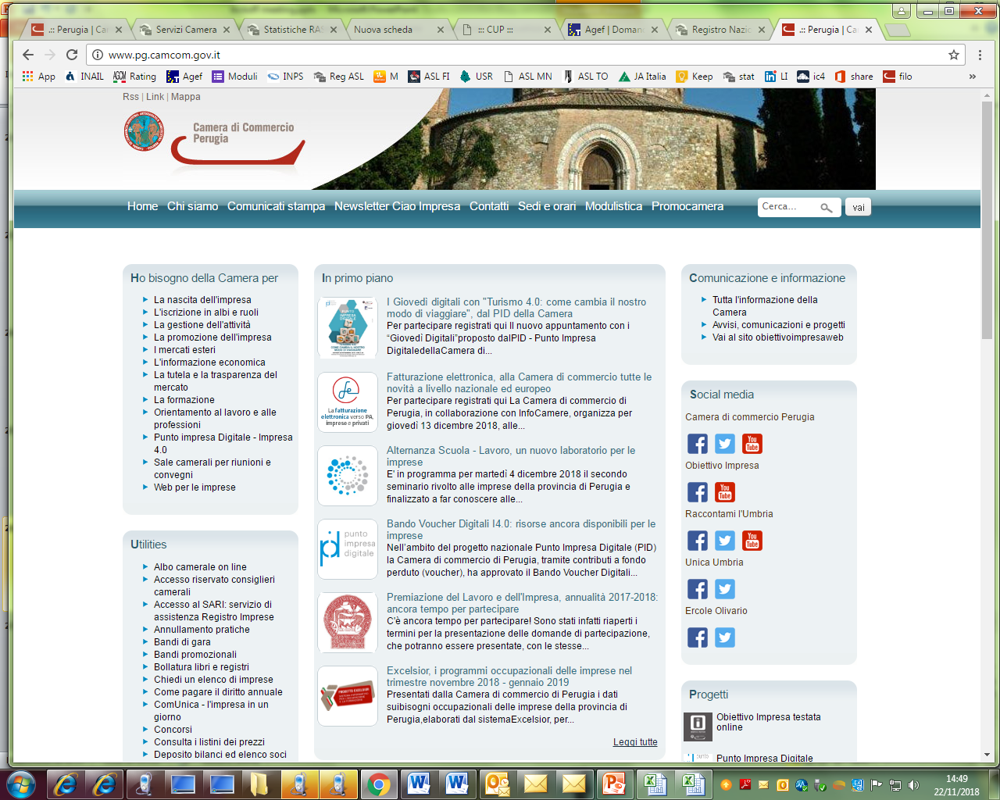 .:: Perugia | Ca
Servizi Camera
Statistiche RAS
Nuova scheda
::: CUP :::
Agef | Doman
Registro Nazi
.:: Perugia | Ca
www.pg.camcom.gov.it
App
INAIL
Rating
Agef
Moduli
INPS
Reg ASL
M
ASL FI
USR
ASL MN
ASL TO
JA Italia
Keep
stat
LI
ic4
share
filo
»
Rss | Link | Mappa
Camera di Commercio
Perugia
Home Chi siamo Comunicati stampa Newsletter Ciao Impresa Contatti Sedi e orari Modulistica Promocamera
Cerca...
vai
Ho bisogno della Camera per
La nascita dell'impresa
L'iscrizione in albi e ruoli
La gestione dell'attività
La promozione dell'impresa
I mercati esteri
L'informazione economica
La tutela e la trasparenza del
mercato
La formazione
Orientamento al lavoro e alle
professioni
Punto impresa Digitale - Impresa
4.0
Sale camerali per riunioni e
convegni
Web per le imprese
Utilities
Albo camerale on line
Accesso riservato consiglieri
camerali
Accesso al SARI: servizio di
assistenza Registro Imprese
Annullamento pratiche
Bandi di gara
Bandi promozionali
Bollatura libri e registri
Chiedi un elenco di imprese
Come pagare il diritto annuale
ComUnica - l'impresa in un
giorno
Concorsi
Consulta i listini dei prezzi
Deposito bilanci ed elenco soci
In primo piano
PUNTO
IMPRESA
DIGITALE
I Giovedì digitali con "Turismo 4.0: come cambia il nostro
modo di viaggiare", dal PID della Camera
Per partecipare registrati qui Il nuovo appuntamento con i
“Giovedì Digitali”proposto dalPID - Punto Impresa
DigitaledellaCamera di...
fe
La fatturazione
elettronica verso PA,
imprese e privati
Fatturazione elettronica, alla Camera di commercio tutte le
novità a livello nazionale ed europeo
Per partecipare registrati qui La Camera di commercio di
Perugia, in collaborazione con InfoCamere, organizza per
giovedì 13 dicembre 2018, alle...
Alternanza Scuola - Lavoro, un nuovo laboratorio per le
imprese
E' in programma per martedì 4 dicembre 2018 il secondo
seminario rivolto alle imprese della provincia di Perugia e
finalizzato a far conoscere alle...
pid
punto
impresa
digitale
Bando Voucher Digitali I4.0: risorse ancora disponibili per le
imprese
Nell’ambito del progetto nazionale Punto Impresa Digitale (PID)
la Camera di commercio di Perugia, tramite contributi a fondo
perduto (voucher), ha approvato il Bando Voucher Digitali...
Premiazione del Lavoro e dell'Impresa, annualità 2017-2018:
ancora tempo per partecipare
C'è ancora tempo per partecipare! Sono stati infatti riaperti i
termini per la presentazione delle domande di partecipazione,
che potranno essere presentate, con le stesse...
Excelsior, i programmi occupazionali delle imprese nel
trimestre novembre 2018 - gennaio 2019
Presentati dalla Camera di commercio di Perugia i dati
suibisogni occupazionali delle imprese della provincia di
Perugia,elaborati dal sistemaExcelsior, per...
Leggi tutte
Comunicazione e informazione
Tutta l'informazione della
Camera
Avvisi, comunicazioni e progetti
Vai al sito obiettivoimpresaweb
Social media
Camera di commercio Perugia
You
Tube
Obiettivo Impresa
You
Tube
Raccontami l'Umbria
You
Tube
Unica Umbria
Ercole Olivario
Progetti
Obiettivo Impresa testata
online
punto
Punto Impresa Digitale
14:49
22/11/2018